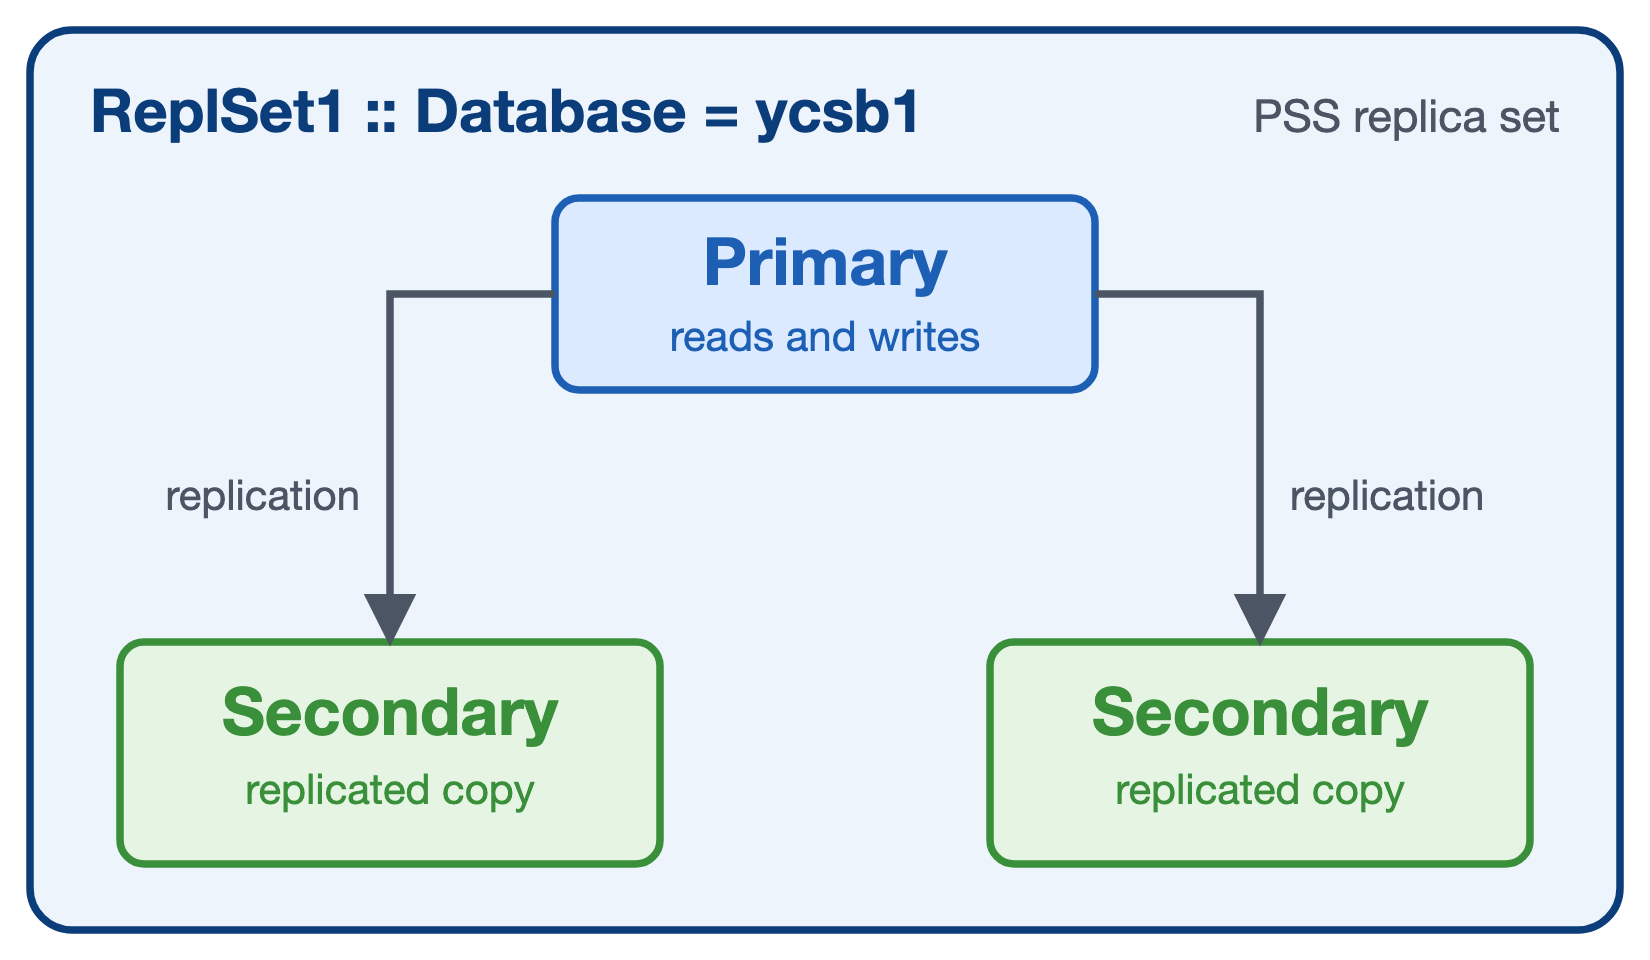 ReplSet1 :: Database = ycsb1
PSS replica set
Primary
reads and writes
replication
replication
Secondary
replicated copy
Secondary
replicated copy